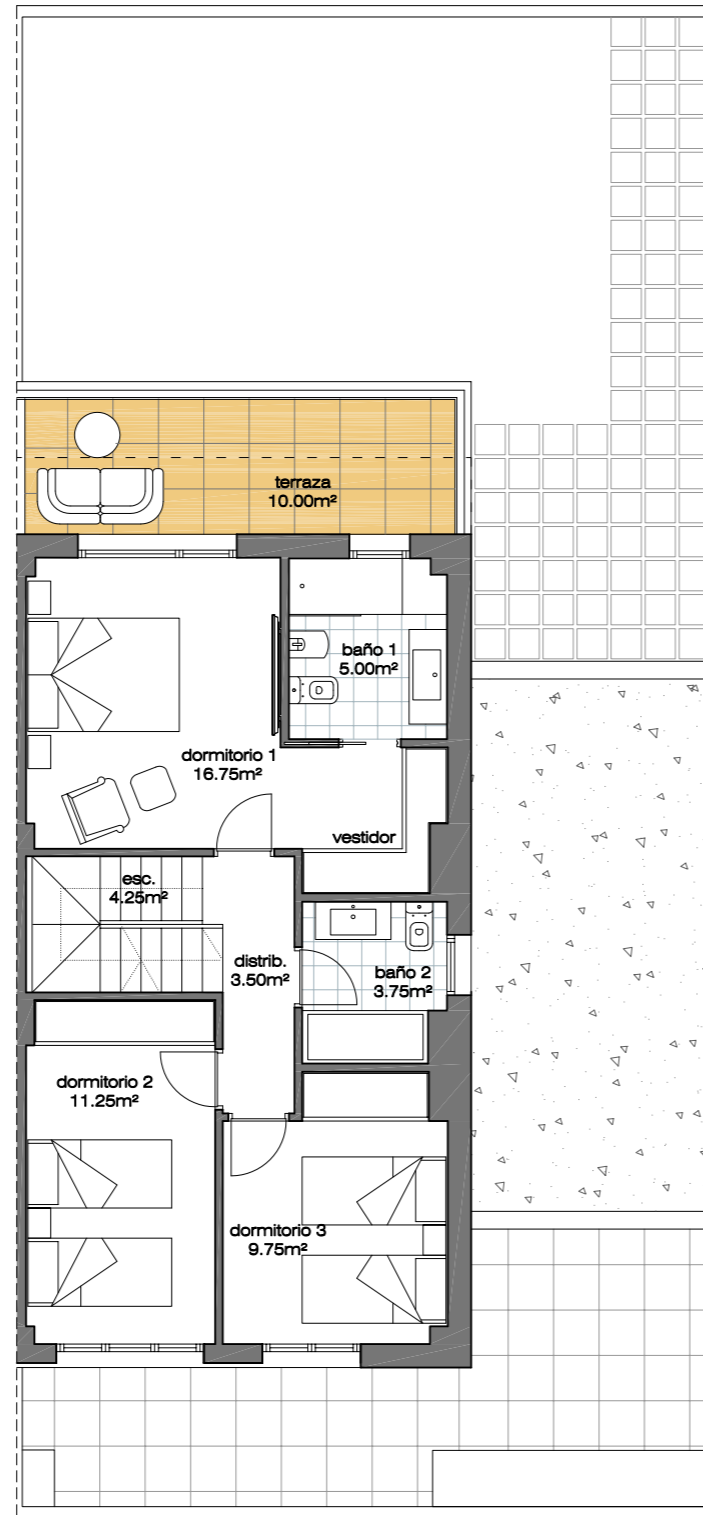 terraza
10.00m²
baño 1
5.00m²
dormitorio 1
16.75m²
vestidor
esc.
4.25m²
distrib.
3.50m²
baño 2
3.75m²
dormitorio 2
11.25m²
dormitorio 3
9.75m²